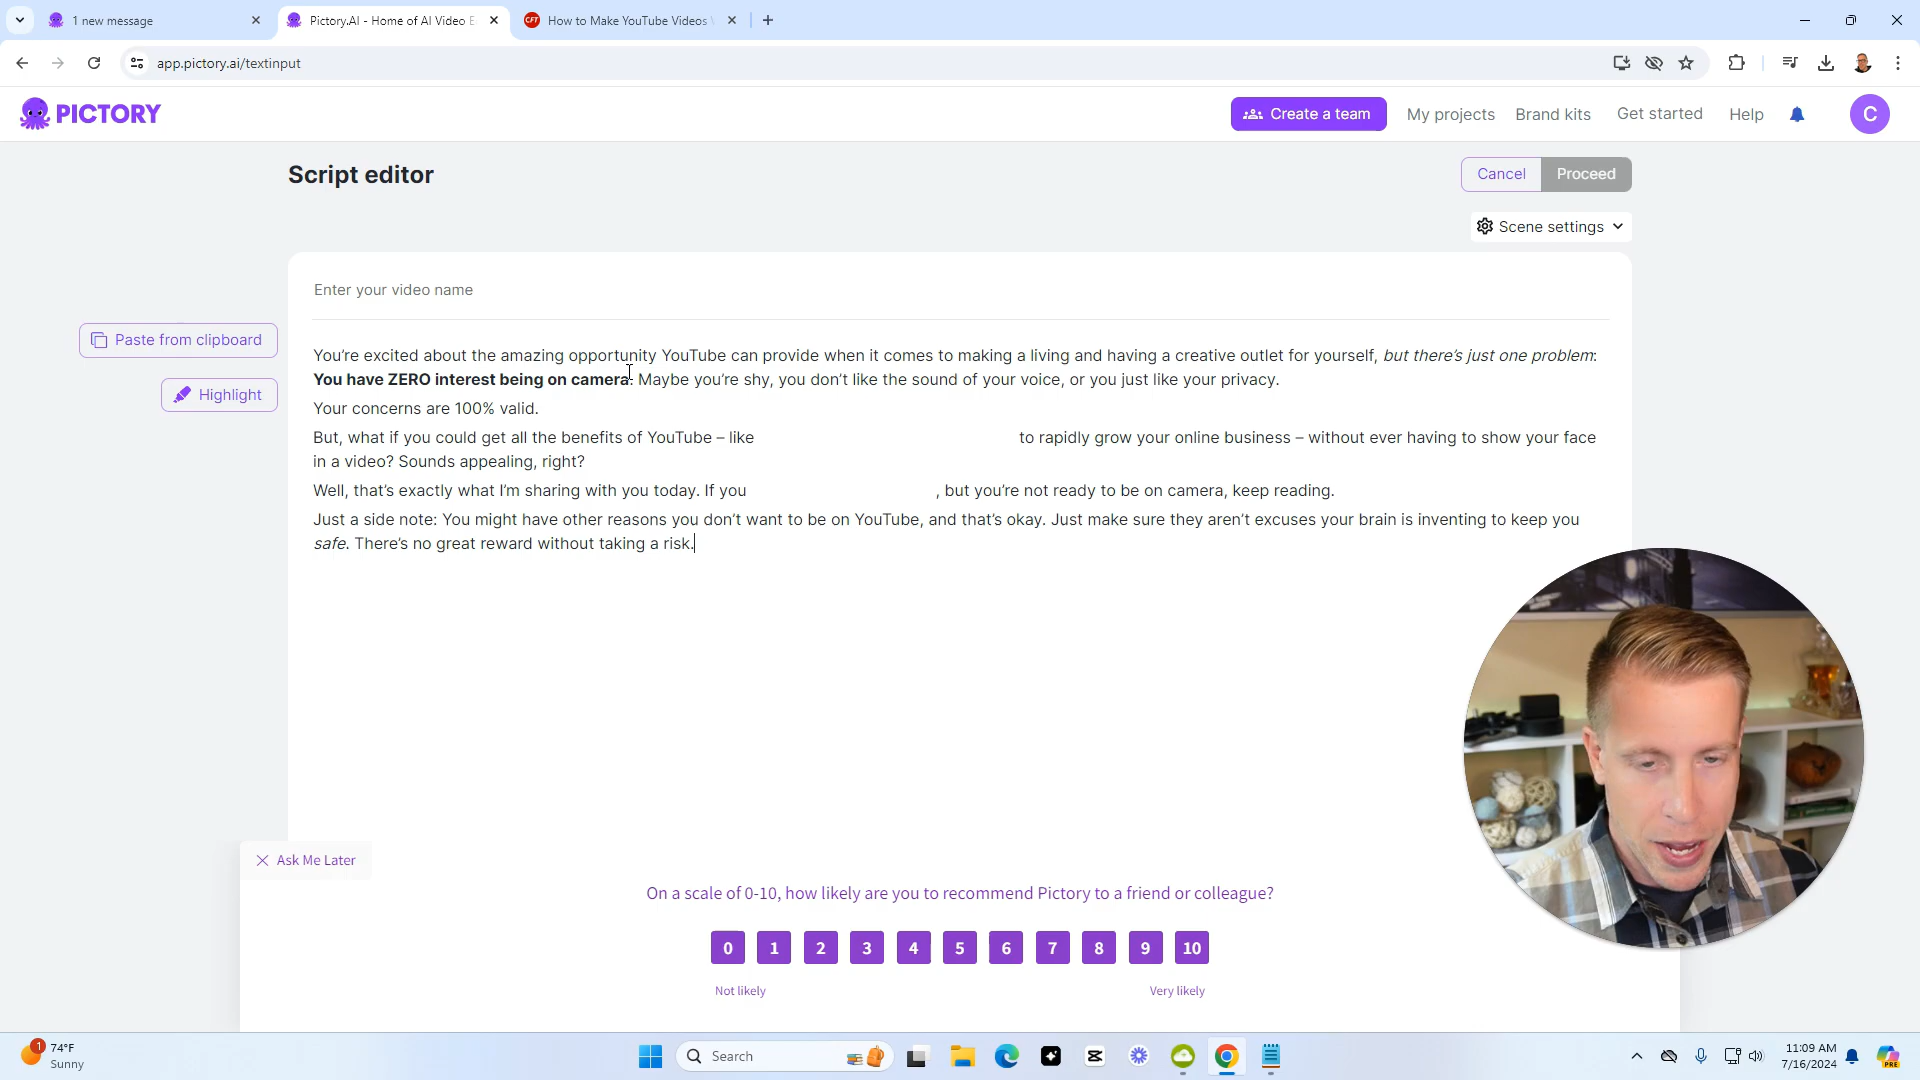 1 new message
Pictory.AI - Home of AI Video E
CFT
How to Make YouTube Videos
app.pictory.ai/textinput
PICTORY
Create a team
My projects
Brand kits
Get started
Help
C
Script editor
Cancel
Proceed
Scene settings
Enter your video name
Paste from clipboard
Highlight
You're excited about the amazing opportunity YouTube can provide when it comes to making a living and having a creative outlet for yourself, but there's just one problem:
You have ZERO interest being on camera. Maybe you're shy, you don't like the sound of your voice, or you just like your privacy.
Your concerns are 100% valid.
But, what if you could get all the benefits of YouTube – like to rapidly grow your online business – without ever having to show your face
in a video? Sounds appealing, right?
Well, that's exactly what I'm sharing with you today. If you , but you're not ready to be on camera, keep reading.
Just a side note: You might have other reasons you don't want to be on YouTube, and that's okay. Just make sure they aren't excuses your brain is inventing to keep you
safe. There's no great reward without taking a risk.
Ask Me Later
On a scale of 0-10, how likely are you to recommend Pictory to a friend or colleague?
0 1 2 3 4 5 6 7 8 9 10
Not likely
Very likely
1
74°F
Sunny
Search
11:09 AM
7/16/2024
PRE